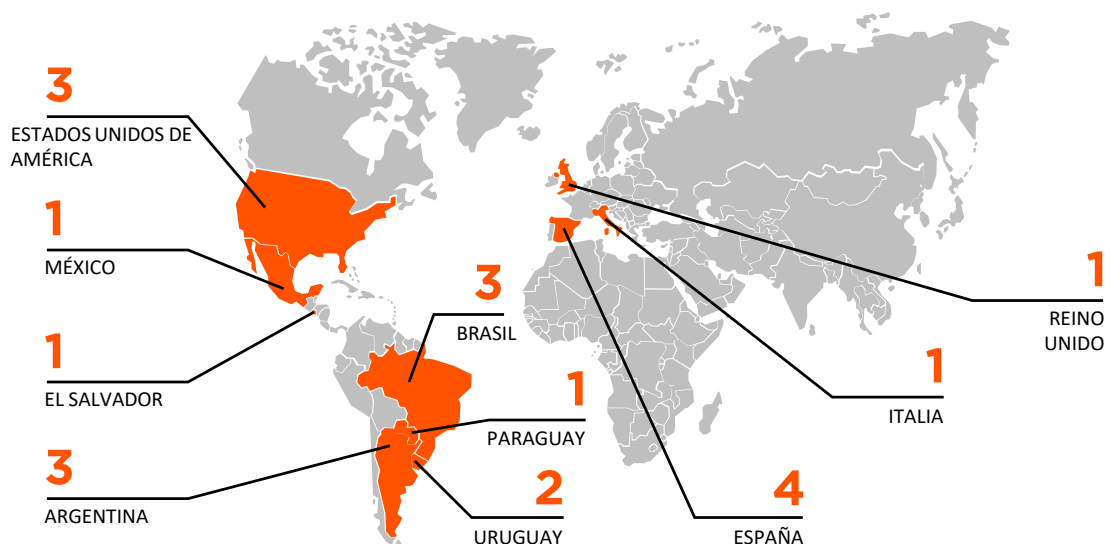 3
ESTADOS UNIDOS DE
AMÉRICA
1
MÉXICO
1
EL SALVADOR
3
ARGENTINA
3
BRASIL
1
PARAGUAY
2
URUGUAY
4
ESPAÑA
1
ITALIA
1
REINO
UNIDO